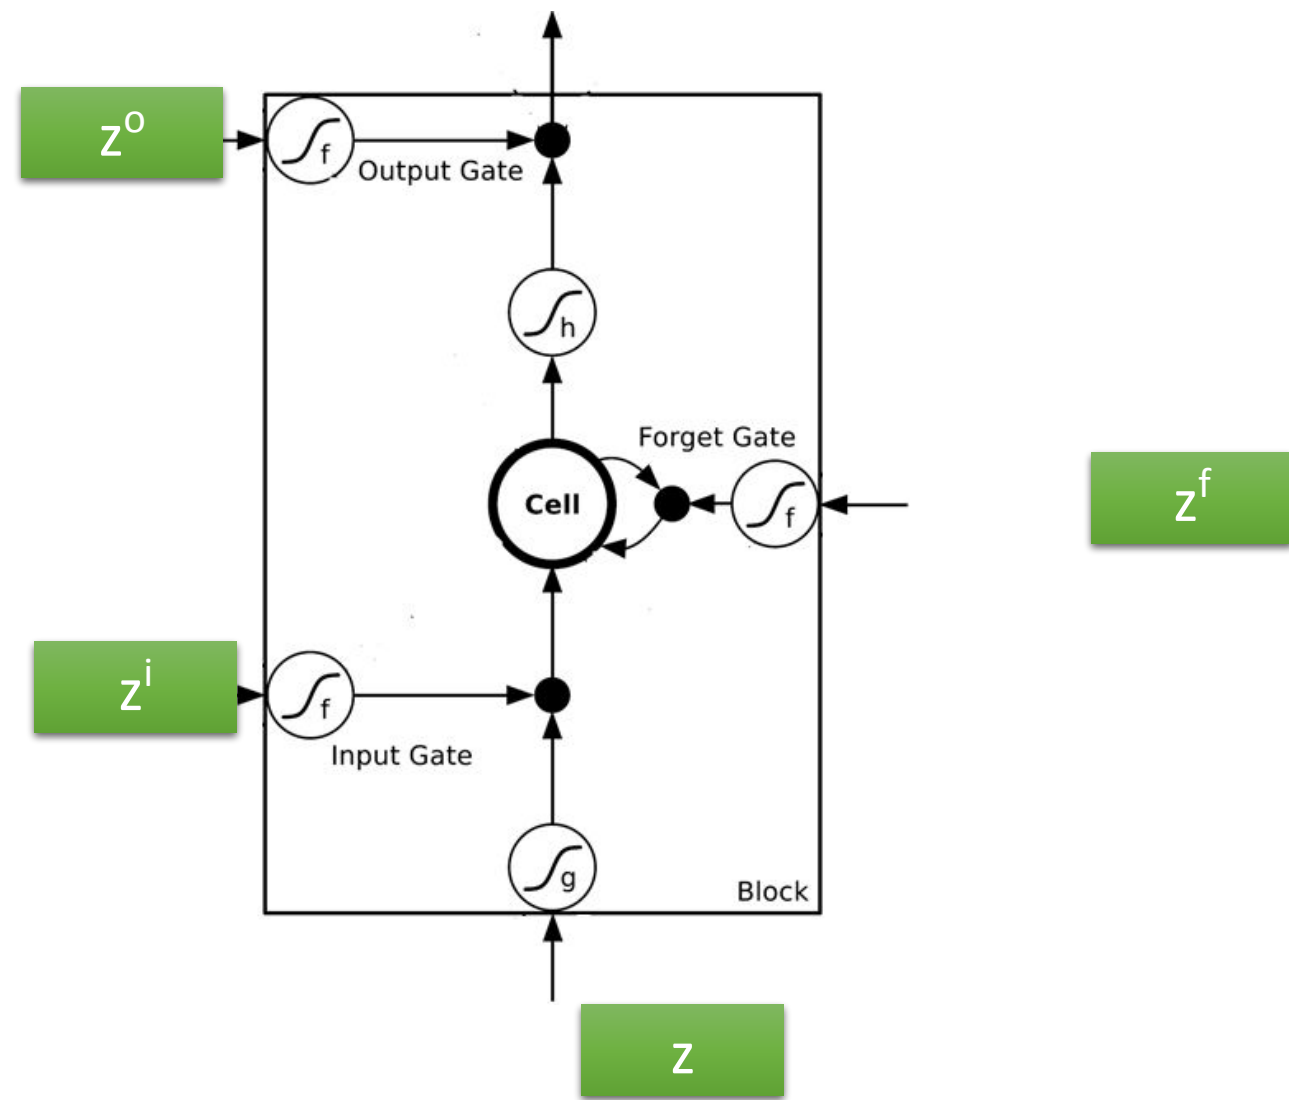 z^o
f
Output Gate
h
Forget Gate
Cell
f
z^f
z^i
f
Input Gate
g
Block
z